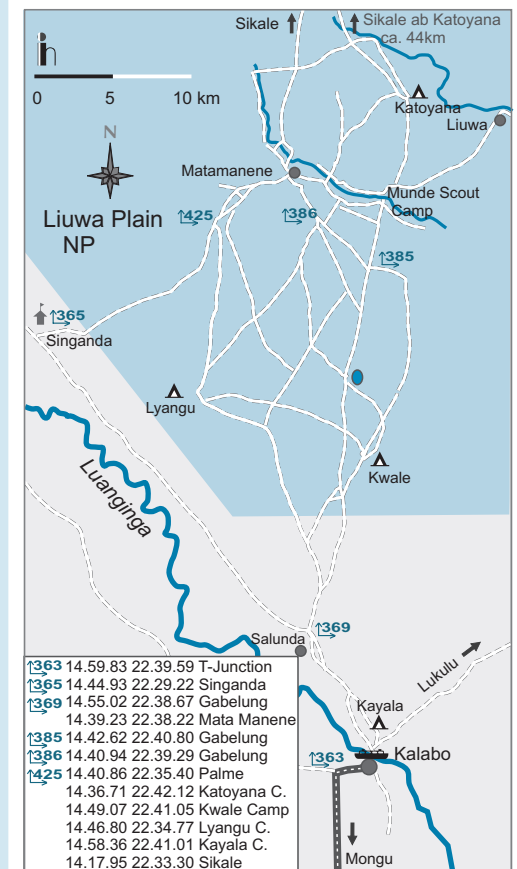 Sikale
Sikale ab Katoyana
ca. 44km
0 5 10 km
Katoyana
Liuwa
N
Matamanene
Munde Scout
Camp
Liuwa Plain
NP
425
386
385
365
Singanda
Lyangu
Kwale
Luanginga
369
Salunda
Lukulu
Kayala
363
Kalabo
Mongu
363 14.59.83 22.39.59 T-Junction
365 14.44.93 22.29.22 Singanda
369 14.55.02 22.38.67 Gabelung
14.39.23 22.38.22 Mata Manene
385 14.42.62 22.40.80 Gabelung
386 14.40.94 22.39.29 Gabelung
425 14.40.86 22.35.40 Palme
14.36.71 22.42.12 Katoyana C.
14.49.07 22.41.05 Kwale Camp
14.46.80 22.34.77 Lyangu C.
14.58.36 22.41.01 Kayala C.
14.17.95 22.33.30 Sikale